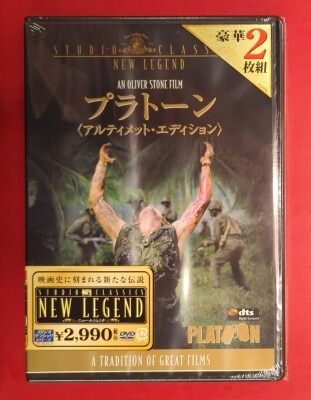 豪華2枚組
STUDIO CLASSICS
NEW LEGEND
AN OLIVER STONE FILM
プラトーン
〈アルティメット・エディション〉
映画史に刻まれる新たな伝説
STUDIO CLASSICS
NEW LEGEND
¥2,990
DVD
dts
PLATOON
A TRADITION OF GREAT FILMS